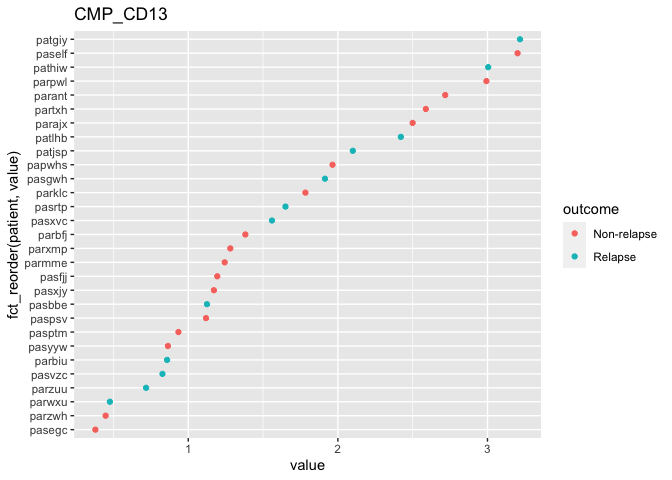 CMP_CD13
fct_reorder(patient, value)
patgiy
paself
pathiw
parpwl
parant
partxh
parajx
patlhb
patjsp
papwhs
pasgwh
parklc
pasrtp
pasxvc
parbfj
parxmp
parmme
pasfjj
pasxjy
pasbbe
paspsv
pasptm
pasyyw
parbiu
pasvzc
parzuu
parwxu
parzwh
pasegc
1 2 3
value
outcome
Non-relapse
Relapse